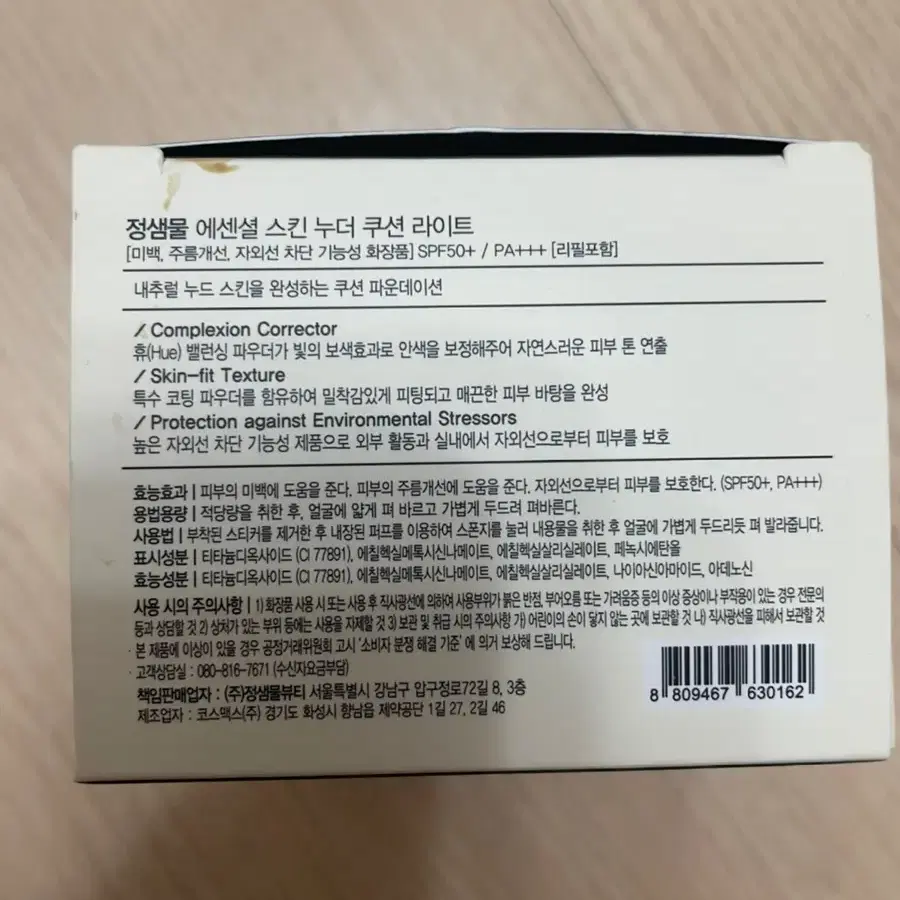 정샘물 에센셜 스킨 누더 쿠션 라이트
[미백, 주름개선, 자외선 차단 기능성 화장품] SPF50+ / PA+++ [리필포함]
내추럴 누드 스킨을 완성하는 쿠션 파운데이션
/ Complexion Corrector
휴(Hue) 밸런싱 파우더가 빛의 보색효과로 안색을 보정해주어 자연스러운 피부 톤 연출
/ Skin-fit Texture
특수 코팅 파우더를 함유하여 밀착감있게 피팅되고 매끈한 피부 바탕을 완성
/ Protection against Environmental Stressors
높은 자외선 차단 기능성 제품으로 외부 활동과 실내에서 자외선으로부터 피부를 보호
효능효과 | 피부의 미백에 도움을 준다. 피부의 주름개선에 도움을 준다. 자외선으로부터 피부를 보호한다. (SPF50+, PA+++)
용법용량 | 적당량을 취한 후, 얼굴에 얇게 펴 바르고 가볍게 두드려 펴바른다.
사용법 | 부착된 스티커를 제거한 후 내장된 퍼프를 이용하여 스폰지를 눌러 내용물을 취한 후 얼굴에 가볍게 두드리듯 펴 발라줍니다.
표시성분 | 티타늄디옥사이드 (CI 77891), 에칠헥실메톡시신나메이트, 에칠헥실살리실레이트, 페녹시에탄올
효능성분 | 티타늄디옥사이드 (CI 77891), 에칠헥실메톡시신나메이트, 에칠헥실살리실레이트, 나이아신아마이드, 아데노신
사용 시의 주의사항 | 1) 화장품 사용 시 또는 사용 후 직사광선에 의하여 사용부위가 붉은 반점, 부어오름 또는 가려움증 등의 이상 증상이나 부작용이 있는 경우 전문의
등과 상담할 것 2) 상처가 있는 부위 등에는 사용을 자제할 것 3) 보관 및 취급 시의 주의사항 가) 어린이의 손이 닿지 않는 곳에 보관할 것 나) 직사광선을 피해서 보관할 것
· 본 제품에 이상이 있을 경우 공정거래위원회 고시 '소비자 분쟁 해결 기준' 에 의거 보상해 드립니다.
· 고객상담실 : 080-816-7671 (수신자요금부담)
책임판매업자 : (주)정샘물뷰티 서울특별시 강남구 압구정로72길 8, 3층
제조업자 : 코스맥스(주) 경기도 화성시 향남읍 제약공단 1길 27, 2길 46
8 809467 630162